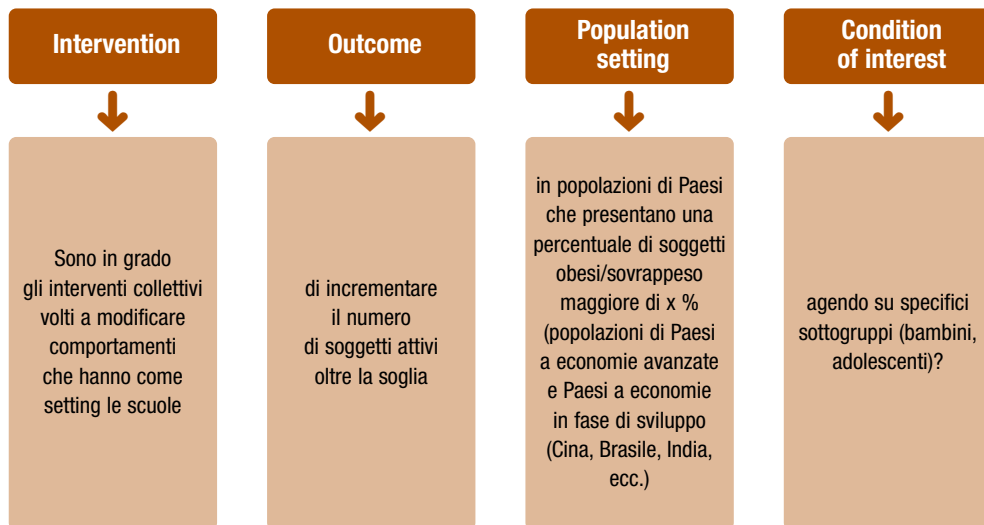 Intervention
Sono in grado
gli interventi collettivi
volti a modificare
comportamenti
che hanno come
setting le scuole
Outcome
di incrementare
il numero
di soggetti attivi
oltre la soglia
Population
setting
in popolazioni di Paesi
che presentano una
percentuale di soggetti
obesi/sovrappeso
maggiore di x %
(popolazioni di Paesi
a economie avanzate
e Paesi a economie
in fase di sviluppo
(Cina, Brasile, India,
ecc.)
Condition
of interest
agendo su specifici
sottogruppi (bambini,
adolescenti)?